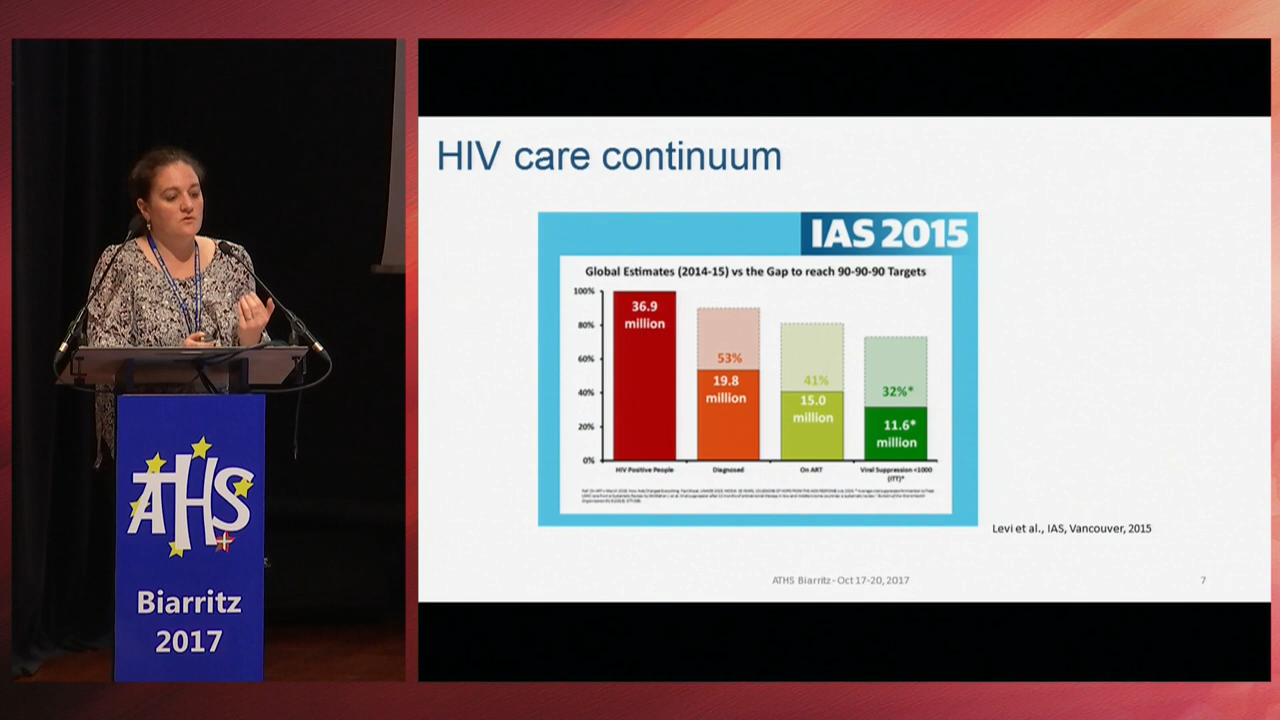 ATHS
Biarritz
2017
HIV care continuum
IAS 2015
Global Estimates (2014-15) vs the Gap to reach 90-90-90 Targets
100%
80%
60%
40%
20%
0%
36.9
million
53%
19.8
million
41%
15.0
million
32%*
11.6*
million
HIV Positive People
Diagnosed
On ART
Viral Suppression <1000
(ITT)*
Levi et al., IAS, Vancouver, 2015
ATHS Biarritz - Oct 17-20, 2017
7